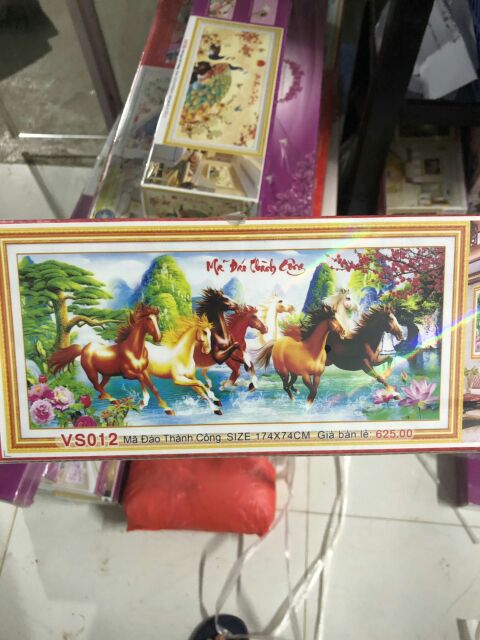 Mã Đáo Thành Công
VS012 Mã Đáo Thành Công SIZE 174X74CM Giá bán lẻ: 625.00